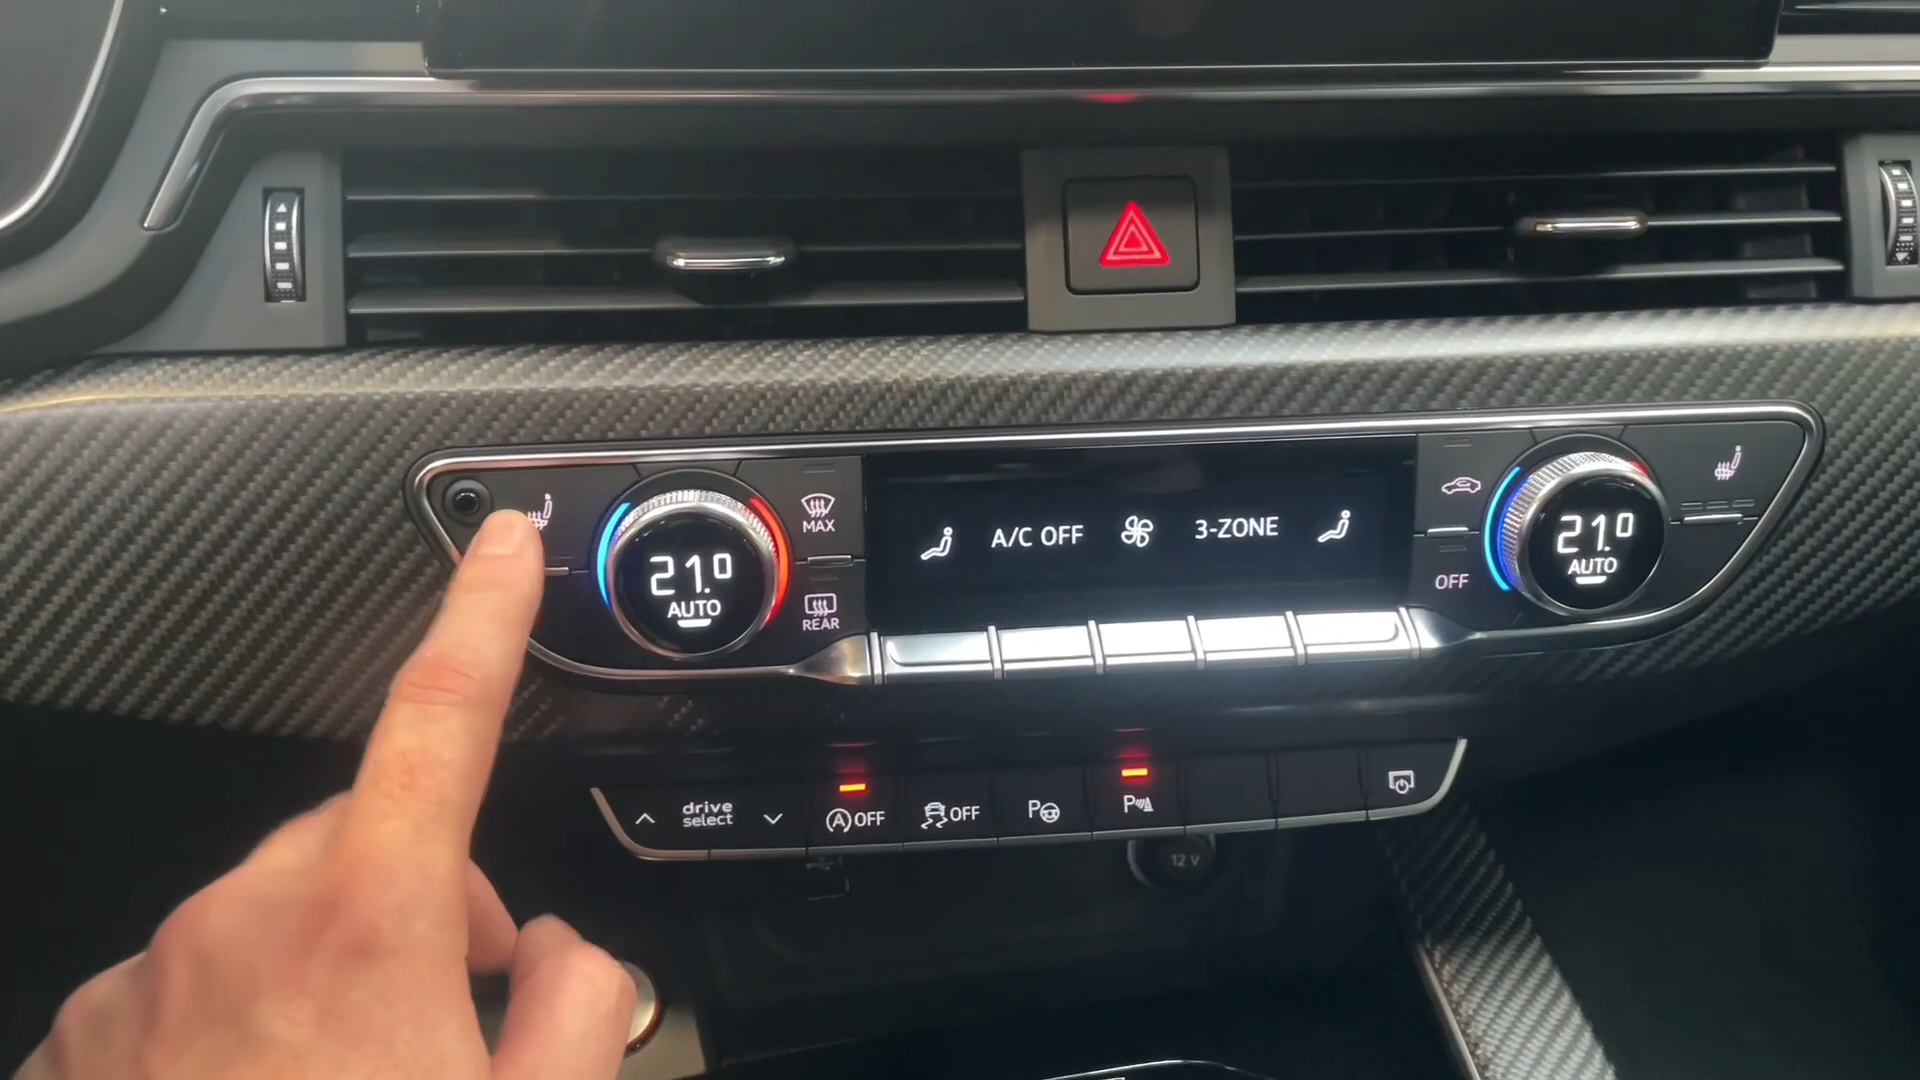 MAX
A/C OFF
3-ZONE
21.0
AUTO
21.0
AUTO
OFF
REAR
drive
select
A OFF
OFF
P
P
12 V